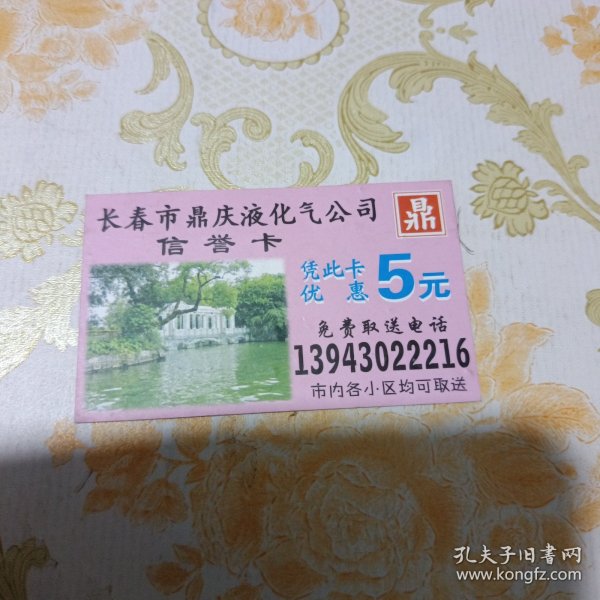 长春市鼎庆液化气公司
鼎
信誉卡
凭此卡
优惠
5元
免费取送电话
13943022216
市内各小区均可取送
孔夫子旧书网
www.kongfz.com